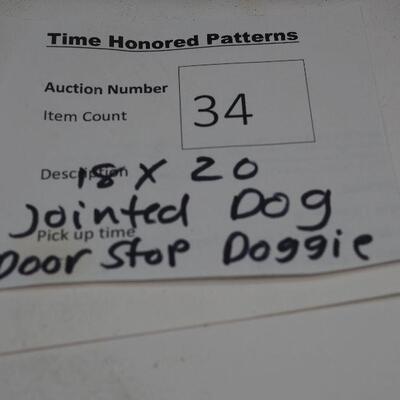 Time Honored Patterns
Auction Number
34
Item Count
Description
18 X 20
Jointed Dog
Pick up time
Door Stop Doggie